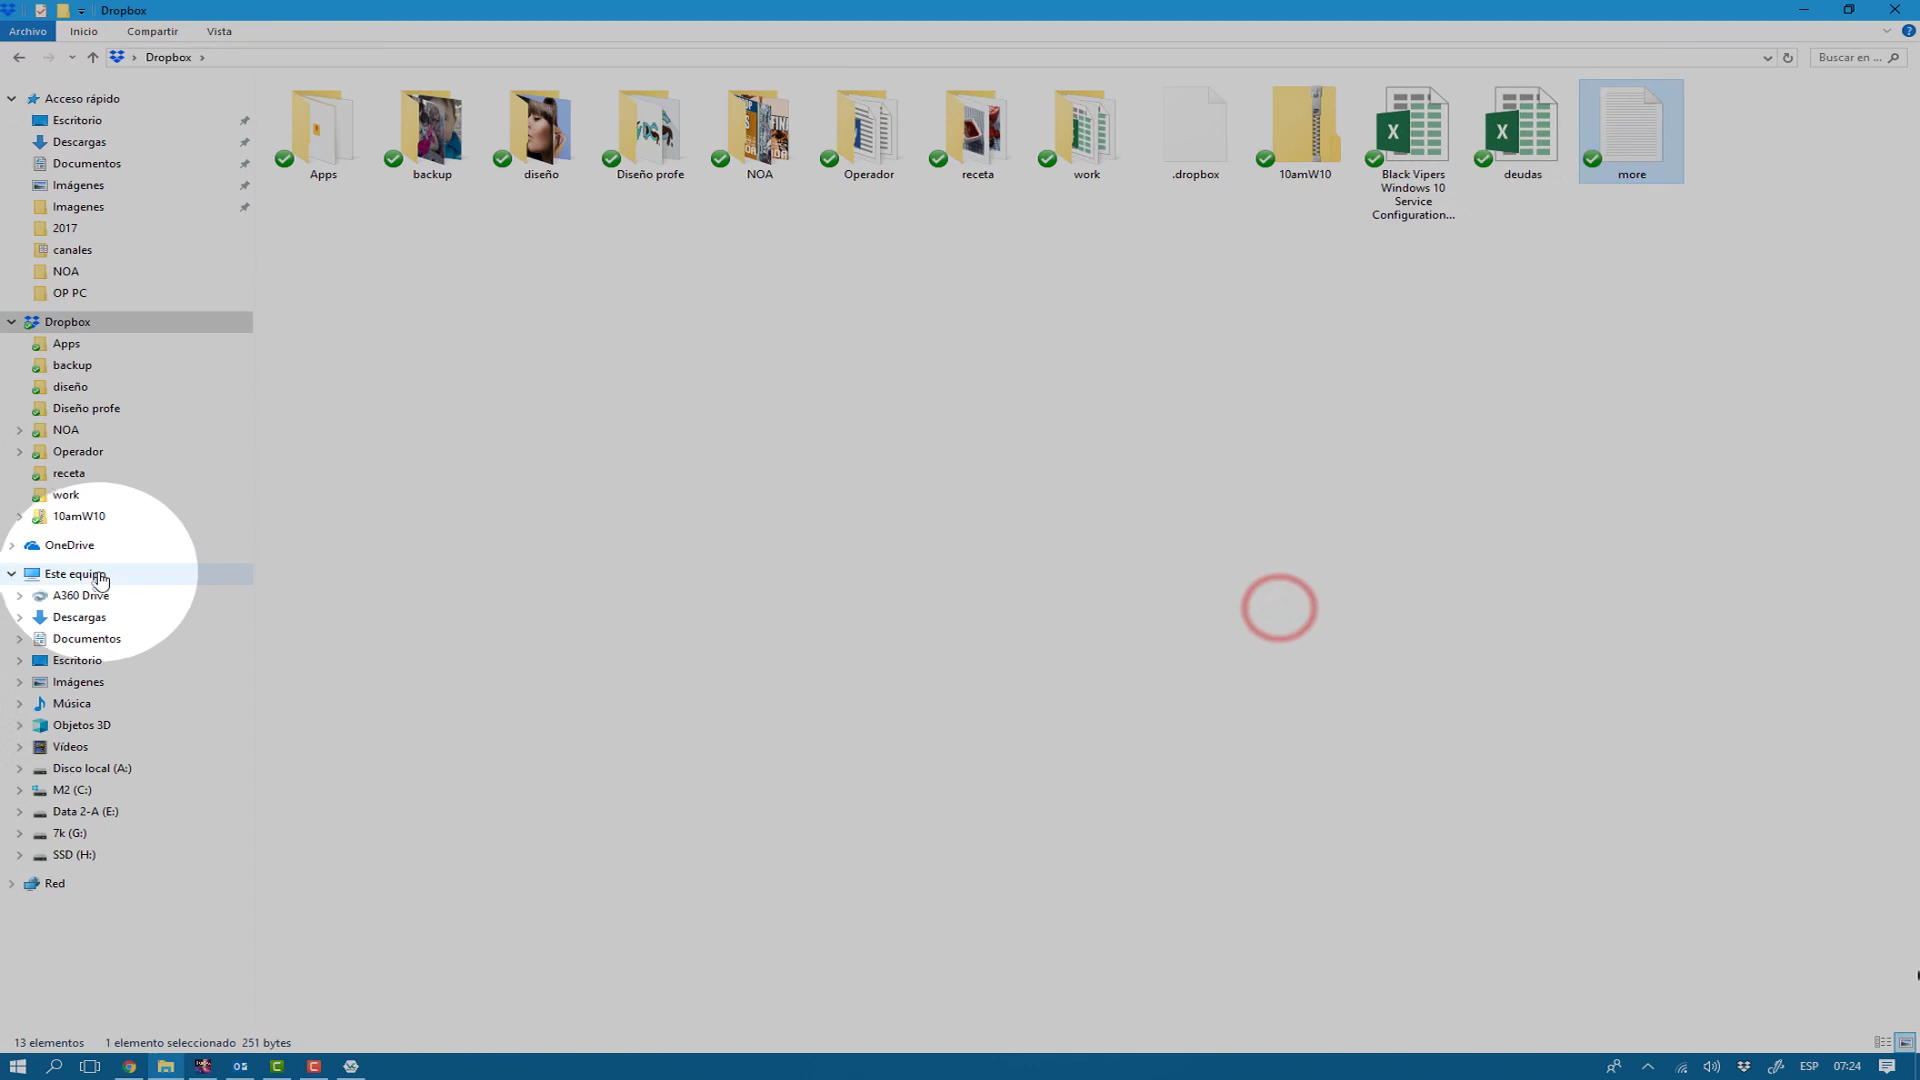 Dropbox
Archivo Inicio Compartir Vista
Dropbox
Buscar en ...
Acceso rápido
Escritorio
Descargas
Documentos
Imágenes
Imagenes
2017
canales
NOA
OP PC
Dropbox
Apps
backup
diseño
Diseño profe
NOA
Operador
receta
work
10amW10
OneDrive
Este equipo
A360 Drive
Descargas
Documentos
Escritorio
Imágenes
Música
Objetos 3D
Vídeos
Disco local (A:)
M2 (C:)
Data 2-A (E:)
7k (G:)
SSD (H:)
Red
Apps backup diseño Diseño profe NOA Operador receta work .dropbox 10amW10 Black Vipers deudas more
Windows 10
Service
Configuration...
13 elementos 1 elemento seleccionado 251 bytes
ESP 07:24